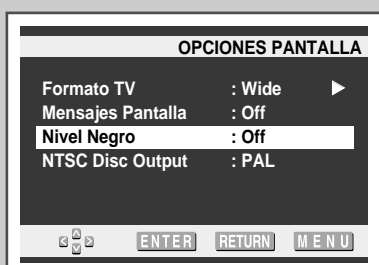 OPCIONES PANTALLA
Formato TV : Wide
Mensajes Pantalla : Off
Nivel Negro : Off
NTSC Disc Output : PAL
ENTER RETURN MENU